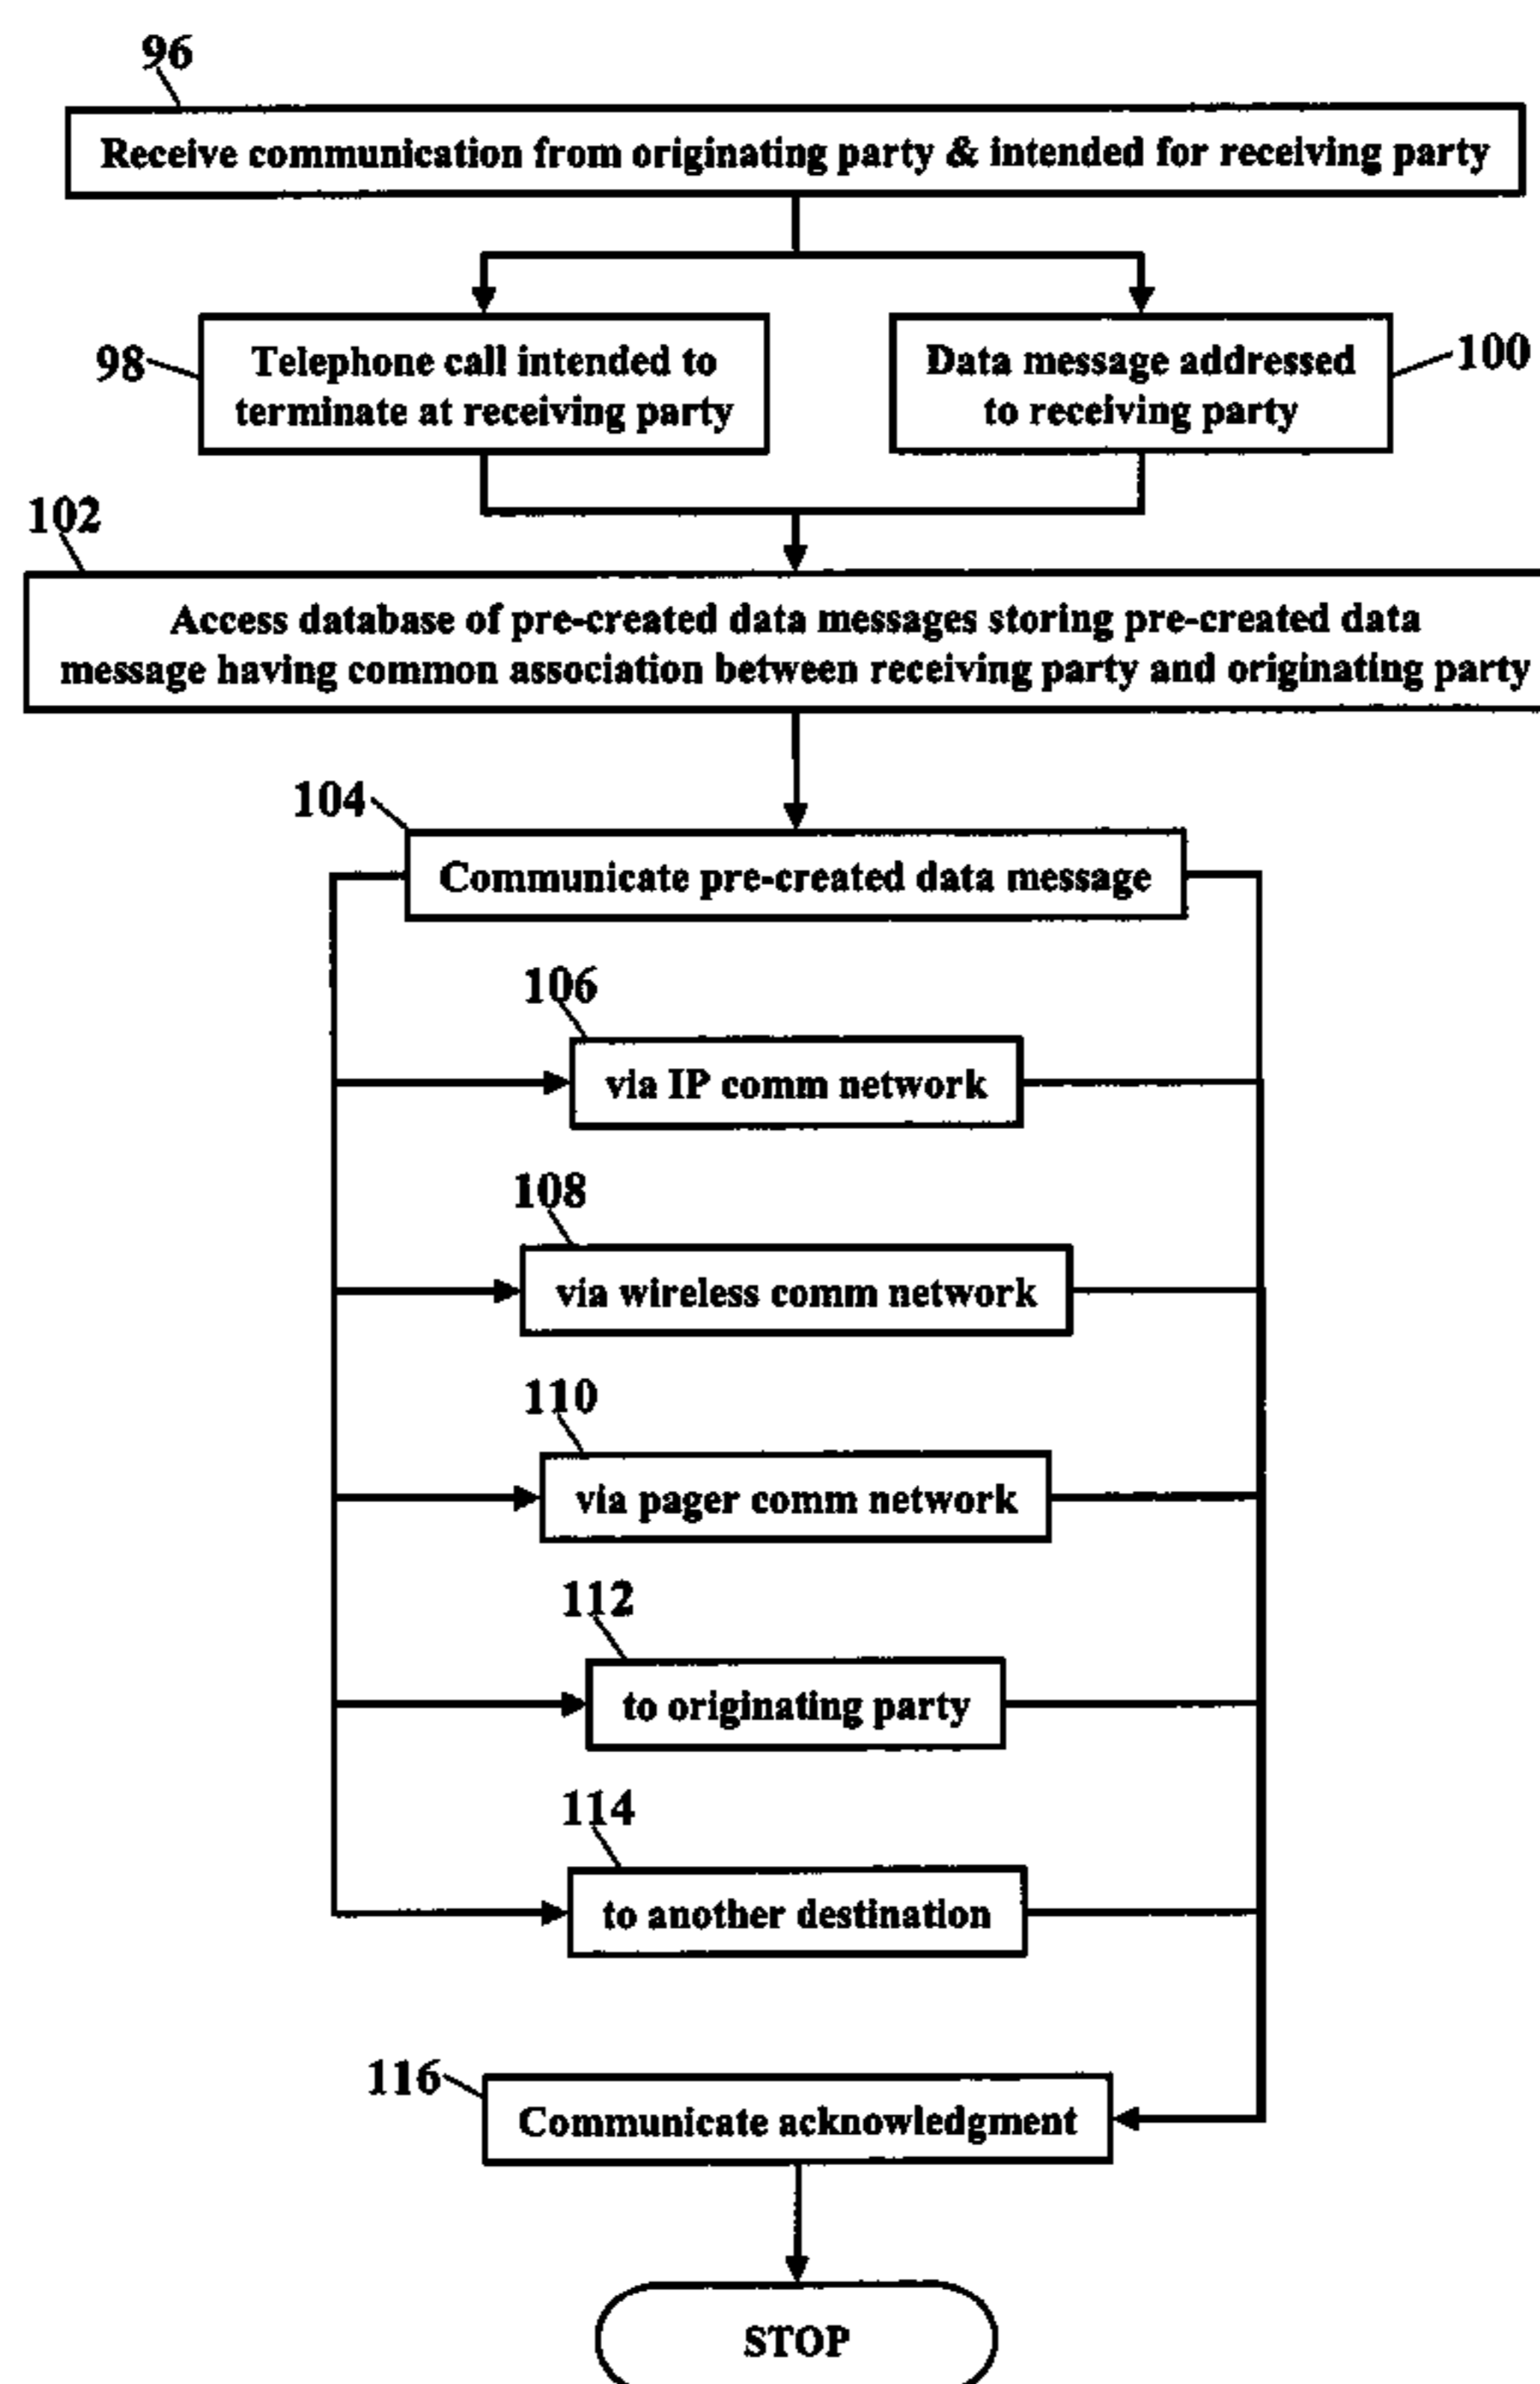 96
Receive communication from originating party & intended for receiving party
98
Telephone call intended to
terminate at receiving party
Data message addressed
to receiving party
100
102
Access database of pre-created data messages storing pre-created data
message having common association between receiving party and originating party
104
Communicate pre-created data message
106
via IP comm network
108
via wireless comm network
110
via pager comm network
112
to originating party
114
to another destination
116
Communicate acknowledgment
STOP